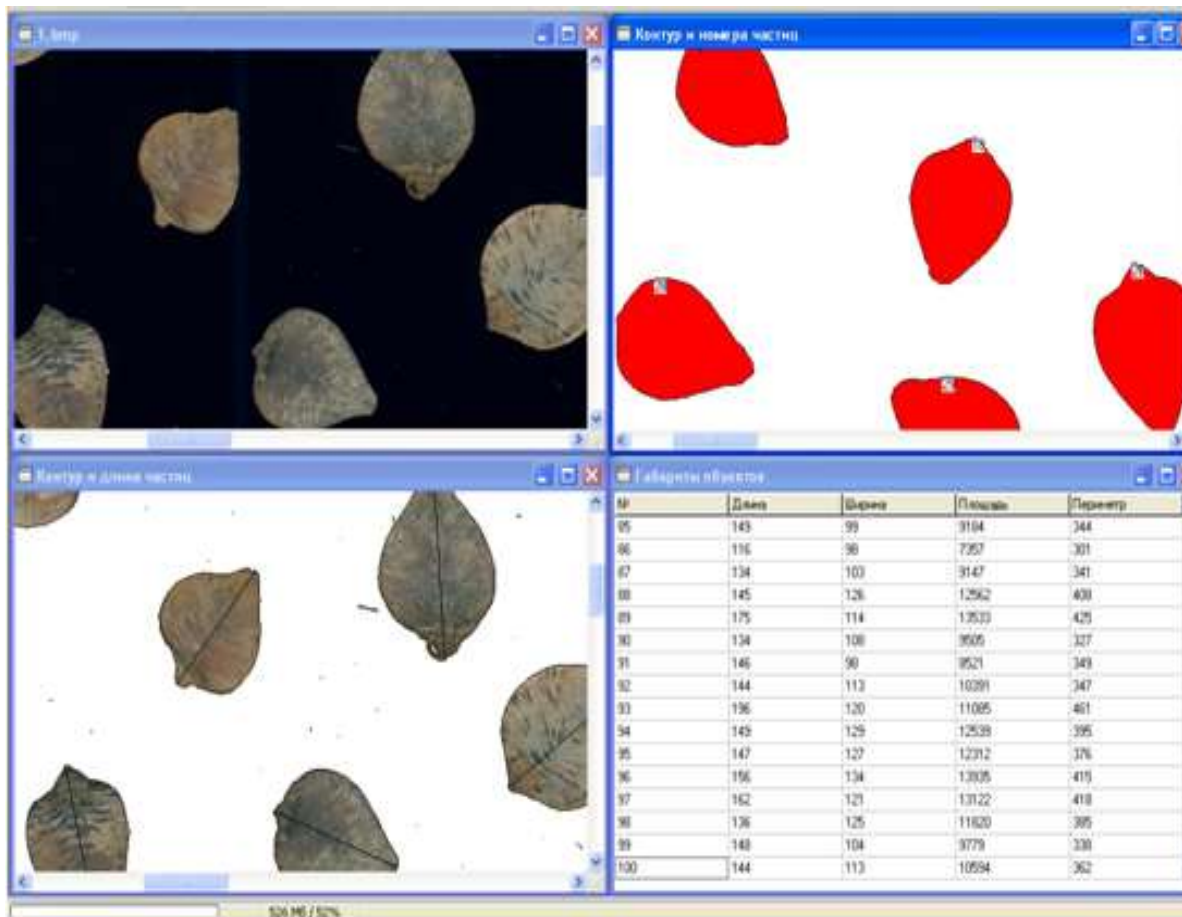 1.bmp
Контур и номера частиц
Контур и длина частиц
Габариты объектов
№ Длина Ширина Площадь Периметр
85 149 99 9184 344
86 116 98 7357 301
87 134 103 9147 341
88 145 126 12562 408
89 175 114 13533 425
90 134 108 9505 327
91 146 98 9521 349
92 144 113 10391 347
93 196 120 11085 461
94 149 129 12539 395
95 147 127 12312 376
96 156 134 13935 415
97 162 121 13122 418
98 136 125 11820 385
99 148 104 9779 338
100 144 113 10594 362
526 Мб / 52%